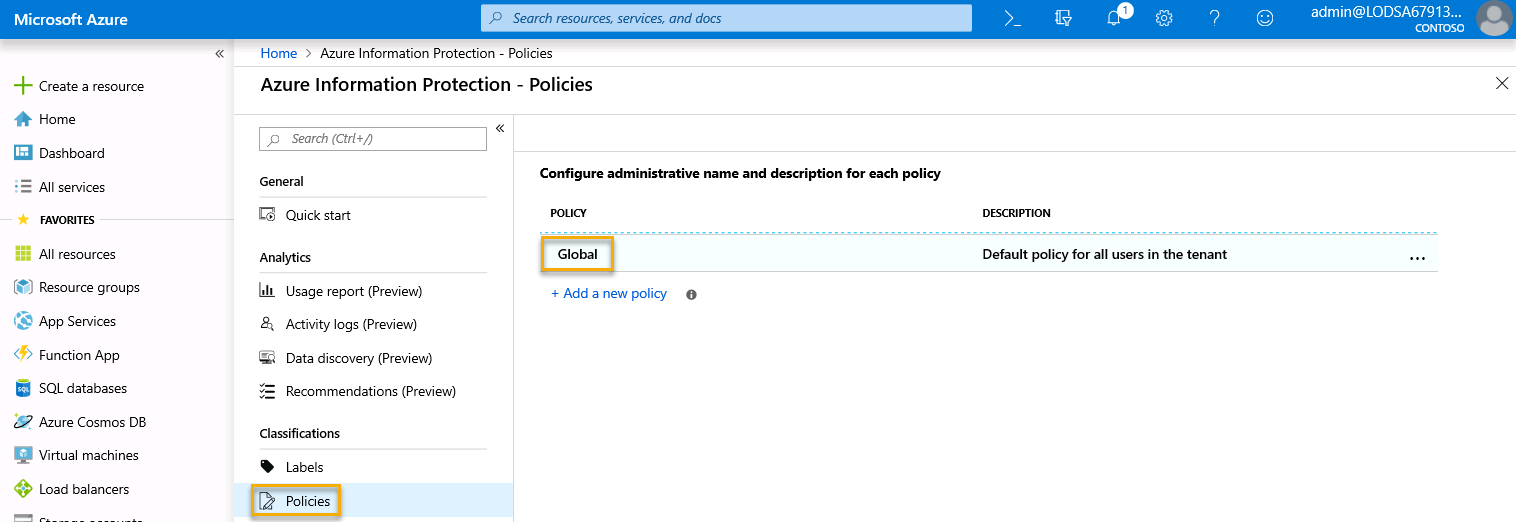 Microsoft Azure
Search resources, services, and docs
1
admin@LODSA67913...
CONTOSO
Create a resource
Home
Dashboard
All services
FAVORITES
All resources
Resource groups
App Services
Function App
SQL databases
Azure Cosmos DB
Virtual machines
Load balancers
Storage accounts
Home > Azure Information Protection - Policies
Azure Information Protection - Policies
Search (Ctrl+/)
General
Quick start
Analytics
Usage report (Preview)
Activity logs (Preview)
Data discovery (Preview)
Recommendations (Preview)
Classifications
Labels
Policies
Configure administrative name and description for each policy
POLICY DESCRIPTION
Global Default policy for all users in the tenant ...
+ Add a new policy